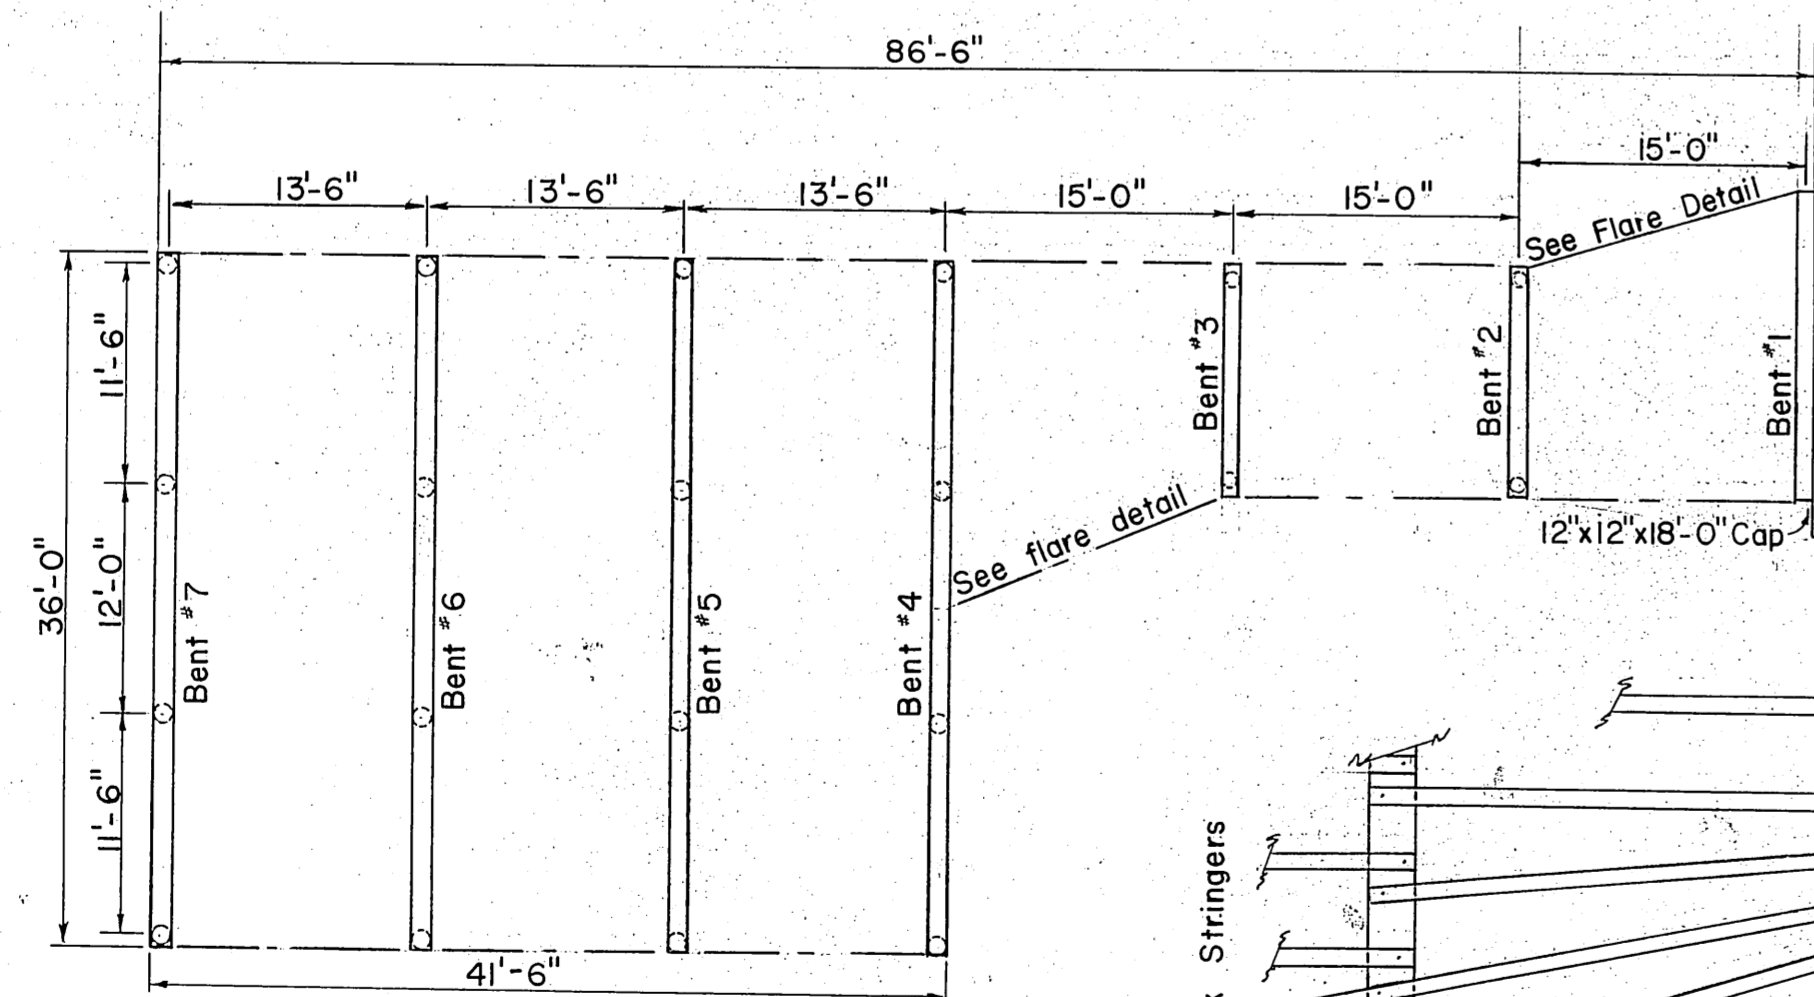 86'-6"
15'-0"
13'-6"
13'-6"
13'-6"
15'-0"
15'-0"
See Flare Detail
11'-6"
12'-0"
11'-6"
36'-0"
Bent #7
Bent #6
Bent #5
Bent #4
Bent #3
Bent #2
Bent #1
See flare detail
12"x12"x18'-0" Cap
41'-6"
Stringers